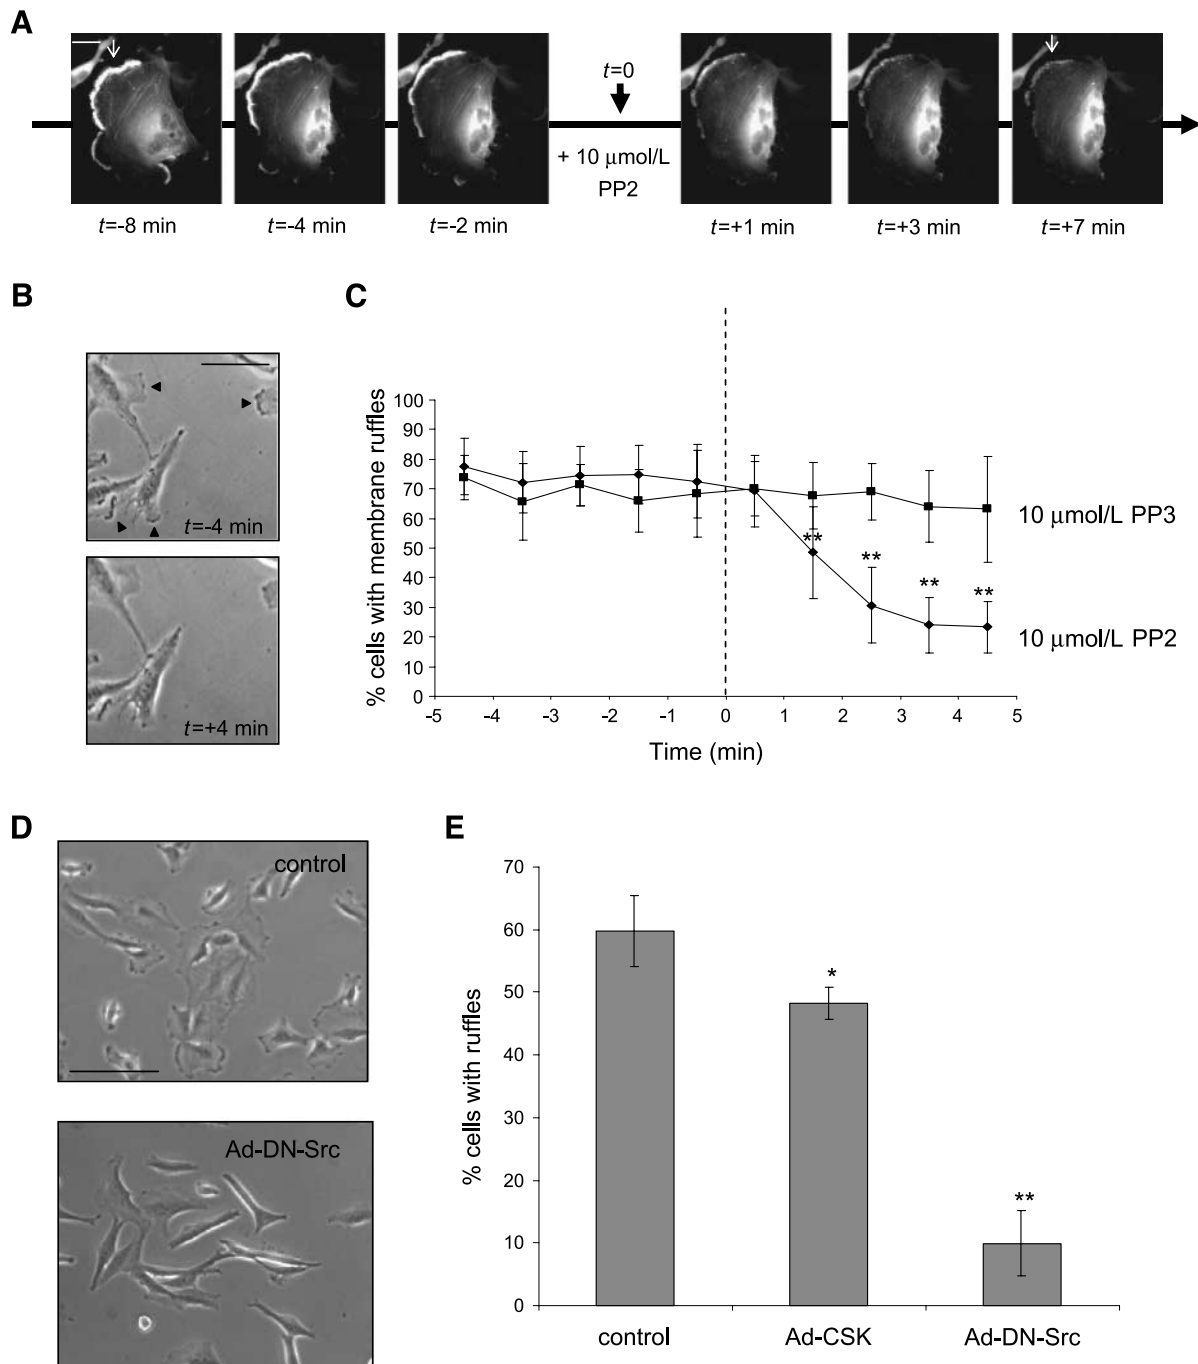 A
t=0
+ 10 μmol/L
PP2
t=-8 min
t=-4 min
t=-2 min
t=+1 min
t=+3 min
t=+7 min
B
t=-4 min
t=+4 min
C
% cells with membrane ruffles
100
90
80
70
60
50
40
30
20
10
0
-5 -4 -3 -2 -1 0 1 2 3 4 5
Time (min)
** ** ** **
10 μmol/L PP3
10 μmol/L PP2
D
control
Ad-DN-Src
E
% cells with ruffles
70
60
50
40
30
20
10
0
*
**
control Ad-CSK Ad-DN-Src